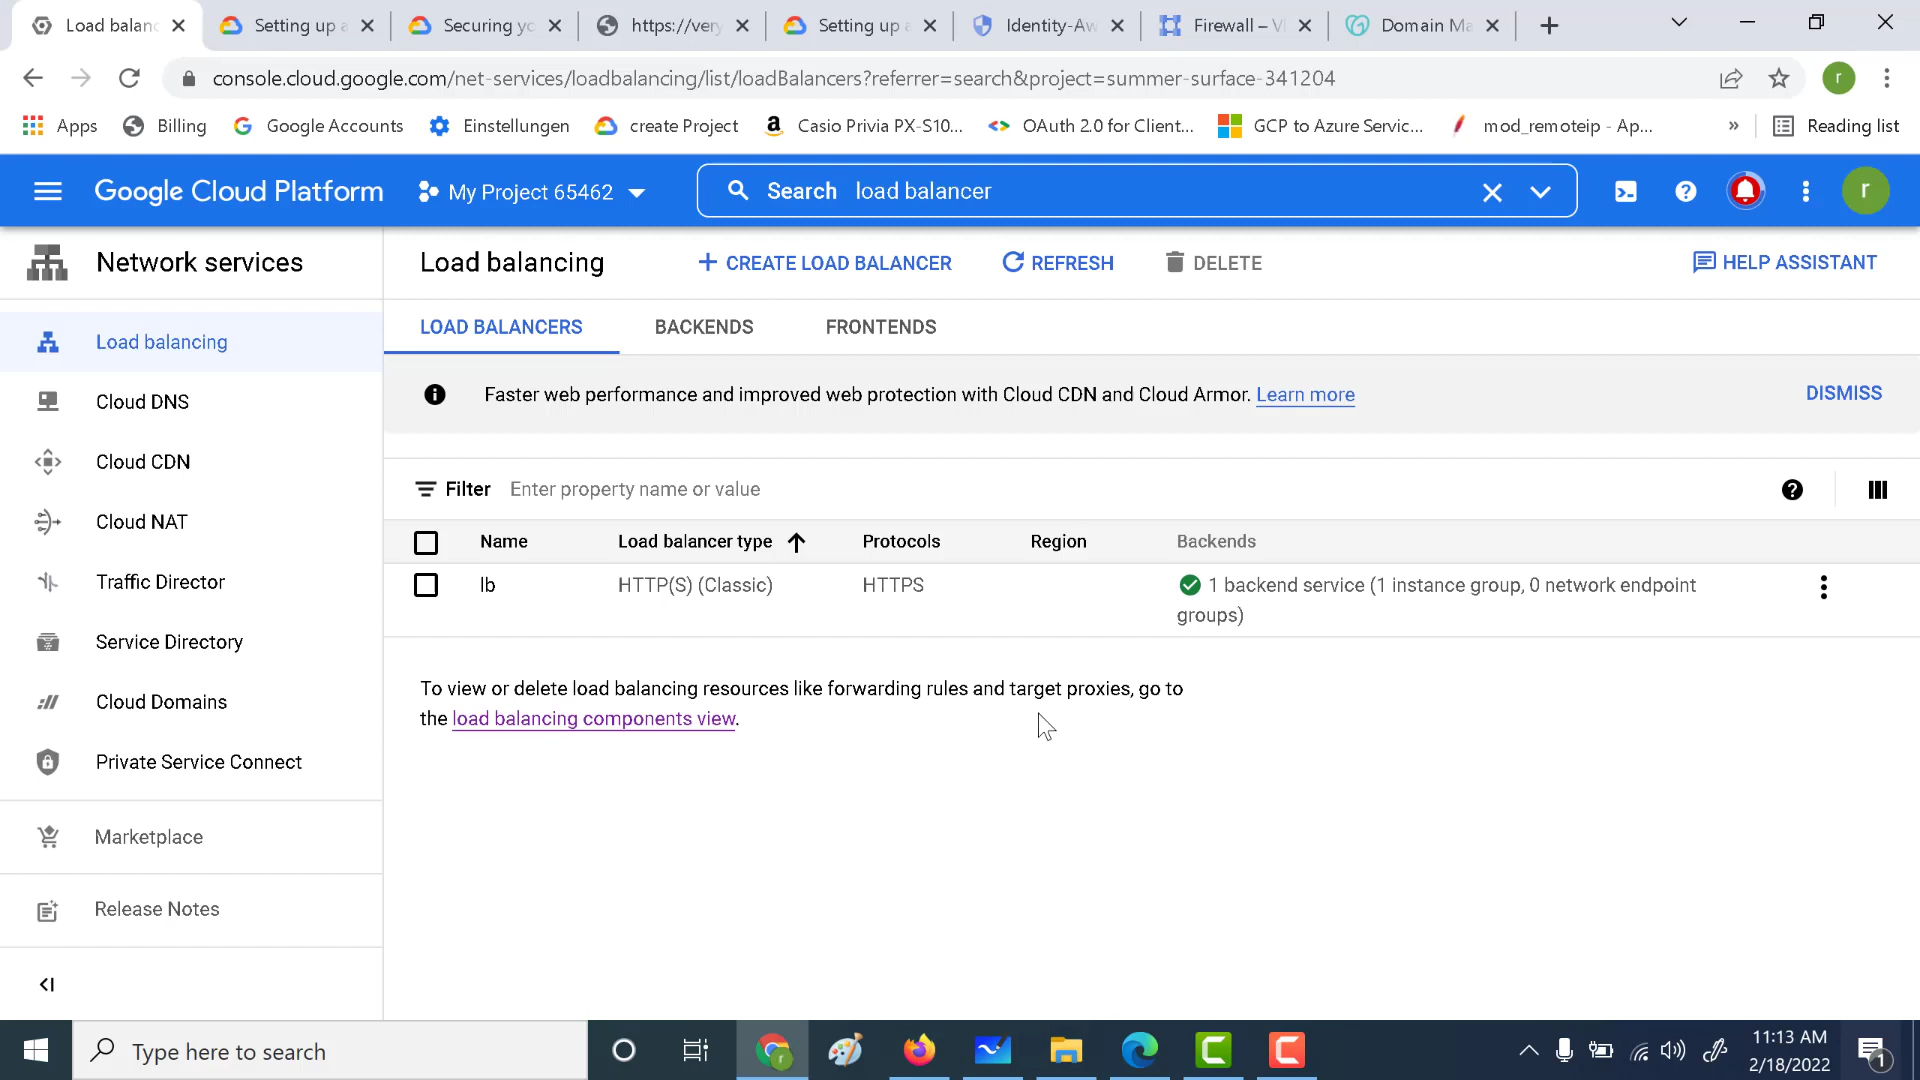 Load balanc
Setting up a
Securing yo
https://very
Setting up a
Identity-Aw
Firewall – V
Domain Ma
console.cloud.google.com/net-services/loadbalancing/list/loadBalancers?referrer=search&project=summer-surface-341204
r
Apps
Billing
Google Accounts
Einstellungen
create Project
Casio Privia PX-S10...
OAuth 2.0 for Client...
GCP to Azure Servic...
mod_remoteip - Ap...
»
Reading list
Google Cloud Platform
My Project 65462
Search load balancer
r
Network services
Load balancing
CREATE LOAD BALANCER
REFRESH
DELETE
HELP ASSISTANT
Load balancing
Cloud DNS
Cloud CDN
Cloud NAT
Traffic Director
Service Directory
Cloud Domains
Private Service Connect
Marketplace
Release Notes
LOAD BALANCERS
BACKENDS
FRONTENDS
Faster web performance and improved web protection with Cloud CDN and Cloud Armor. Learn more
DISMISS
Filter Enter property name or value
Name Load balancer type Protocols Region Backends
lb HTTP(S) (Classic) HTTPS 1 backend service (1 instance group, 0 network endpoint
groups)
To view or delete load balancing resources like forwarding rules and target proxies, go to
the load balancing components view.
Type here to search
11:13 AM
2/18/2022
1